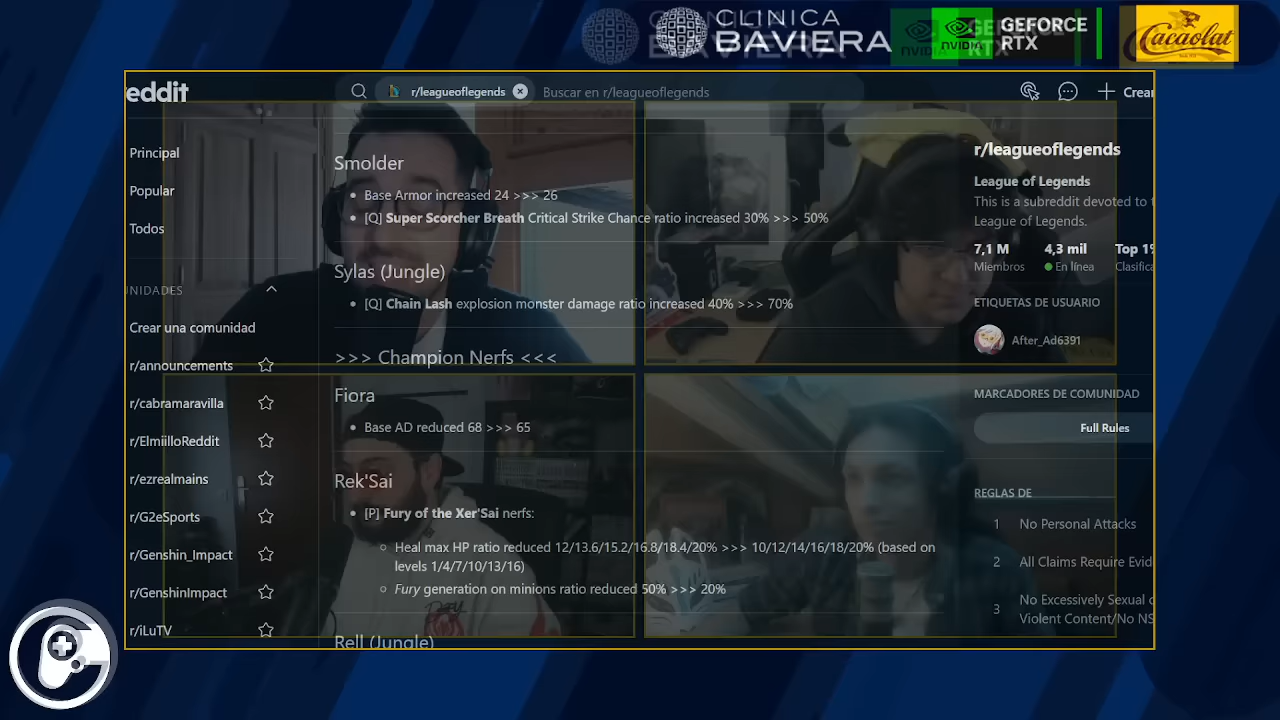 CLINICA
BAVIERA
NVIDIA
GEFORCE
RTX
Cacaolat
eddit
r/leagueoflegends
Buscar en r/leagueoflegends
Crear
Principal
Popular
Todos
NIDADES
Crear una comunidad
r/announcements
r/cabramaravilla
r/ElmiilloReddit
r/ezrealmains
r/G2eSports
r/Genshin_Impact
r/GenshinImpact
r/iLuTV
Smolder
• Base Armor increased 24 >>> 26
• [Q] Super Scorcher Breath Critical Strike Chance ratio increased 30% >>> 50%
Sylas (Jungle)
• [Q] Chain Lash explosion monster damage ratio increased 40% >>> 70%
>>> Champion Nerfs <<<
Fiora
• Base AD reduced 68 >>> 65
Rek'Sai
• [P] Fury of the Xer'Sai nerfs:
○ Heal max HP ratio reduced 12/13.6/15.2/16.8/18.4/20% >>> 10/12/14/16/18/20% (based on
levels 1/4/7/10/13/16)
○ Fury generation on minions ratio reduced 50% >>> 20%
Rell (Jungle)
r/leagueoflegends
League of Legends
This is a subreddit devoted to t
League of Legends.
7,1 M
4,3 mil
Top 1%
Miembros
En línea
Clasifica
ETIQUETAS DE USUARIO
After_Ad6391
MARCADORES DE COMUNIDAD
Full Rules
REGLAS DE
1 No Personal Attacks
2 All Claims Require Evid
3 No Excessively Sexual o
Violent Content/No NS